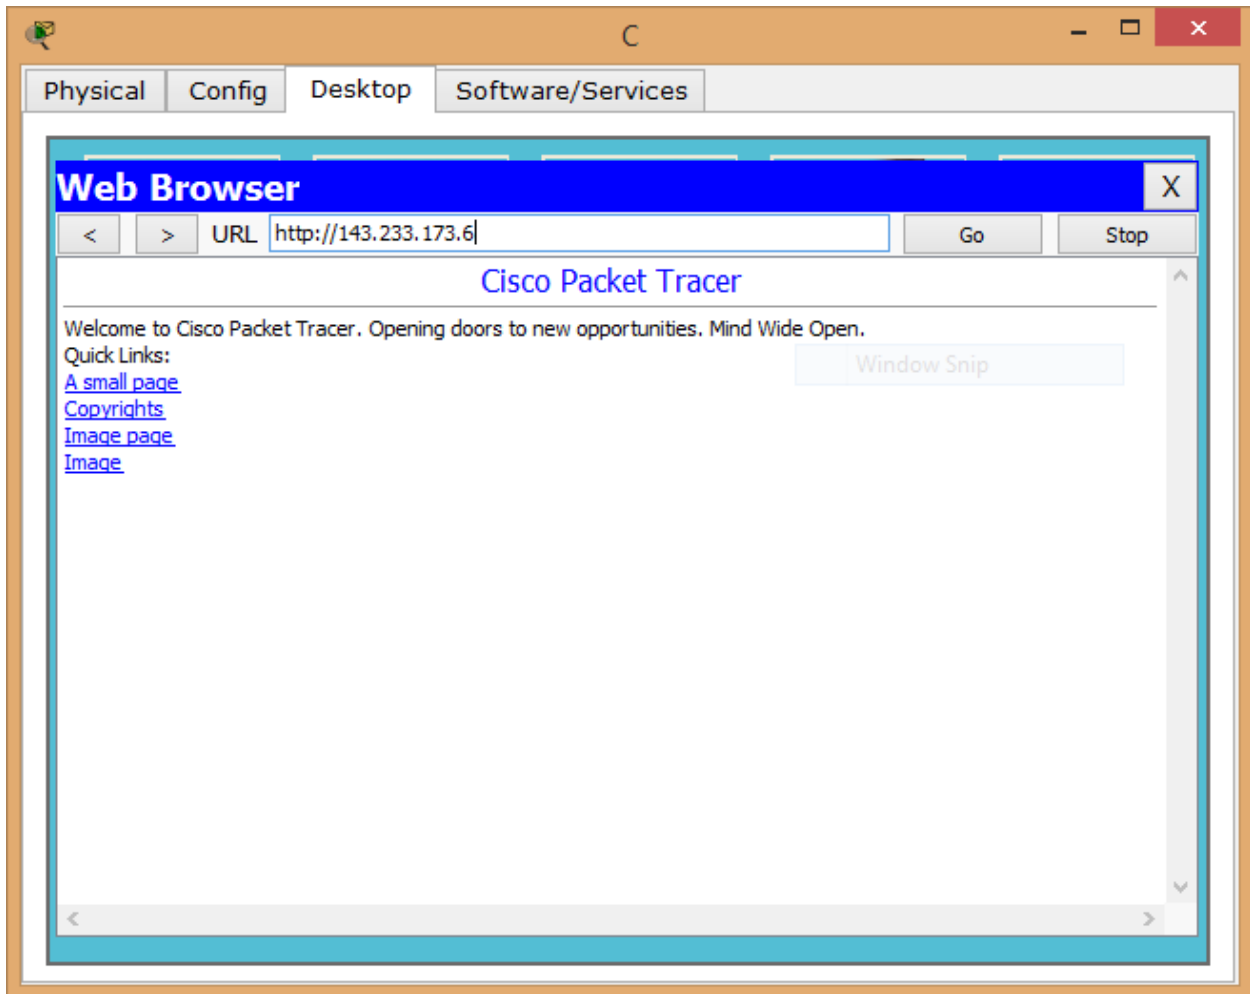 C
Physical Config Desktop Software/Services
Web Browser X
< > URL http://143.233.173.6 Go Stop
Cisco Packet Tracer
Welcome to Cisco Packet Tracer. Opening doors to new opportunities. Mind Wide Open.
Quick Links:
A small page
Copyrights
Image page
Image
Window Snip